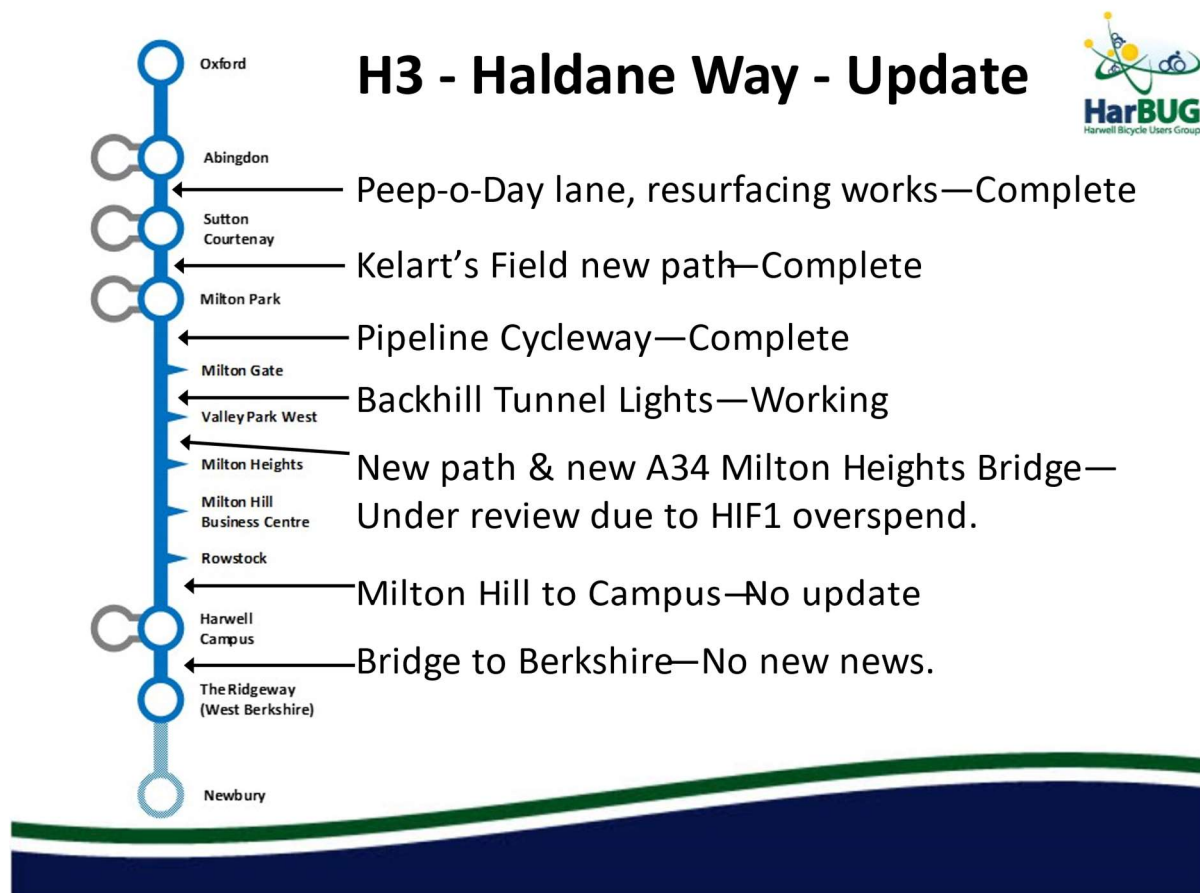 H3 - Haldane Way - Update
HarBUG
Harwell Bicycle Users Group
Oxford
Abingdon
Peep-o-Day lane, resurfacing works—Complete
Sutton
Courtenay
Kelart’s Field new path—Complete
Milton Park
Pipeline Cycleway—Complete
Milton Gate
Backhill Tunnel Lights—Working
Valley Park West
New path & new A34 Milton Heights Bridge—
Under review due to HIF1 overspend.
Milton Heights
Milton Hill
Business Centre
Rowstock
Milton Hill to Campus—No update
Harwell
Campus
Bridge to Berkshire—No new news.
The Ridgeway
(West Berkshire)
Newbury